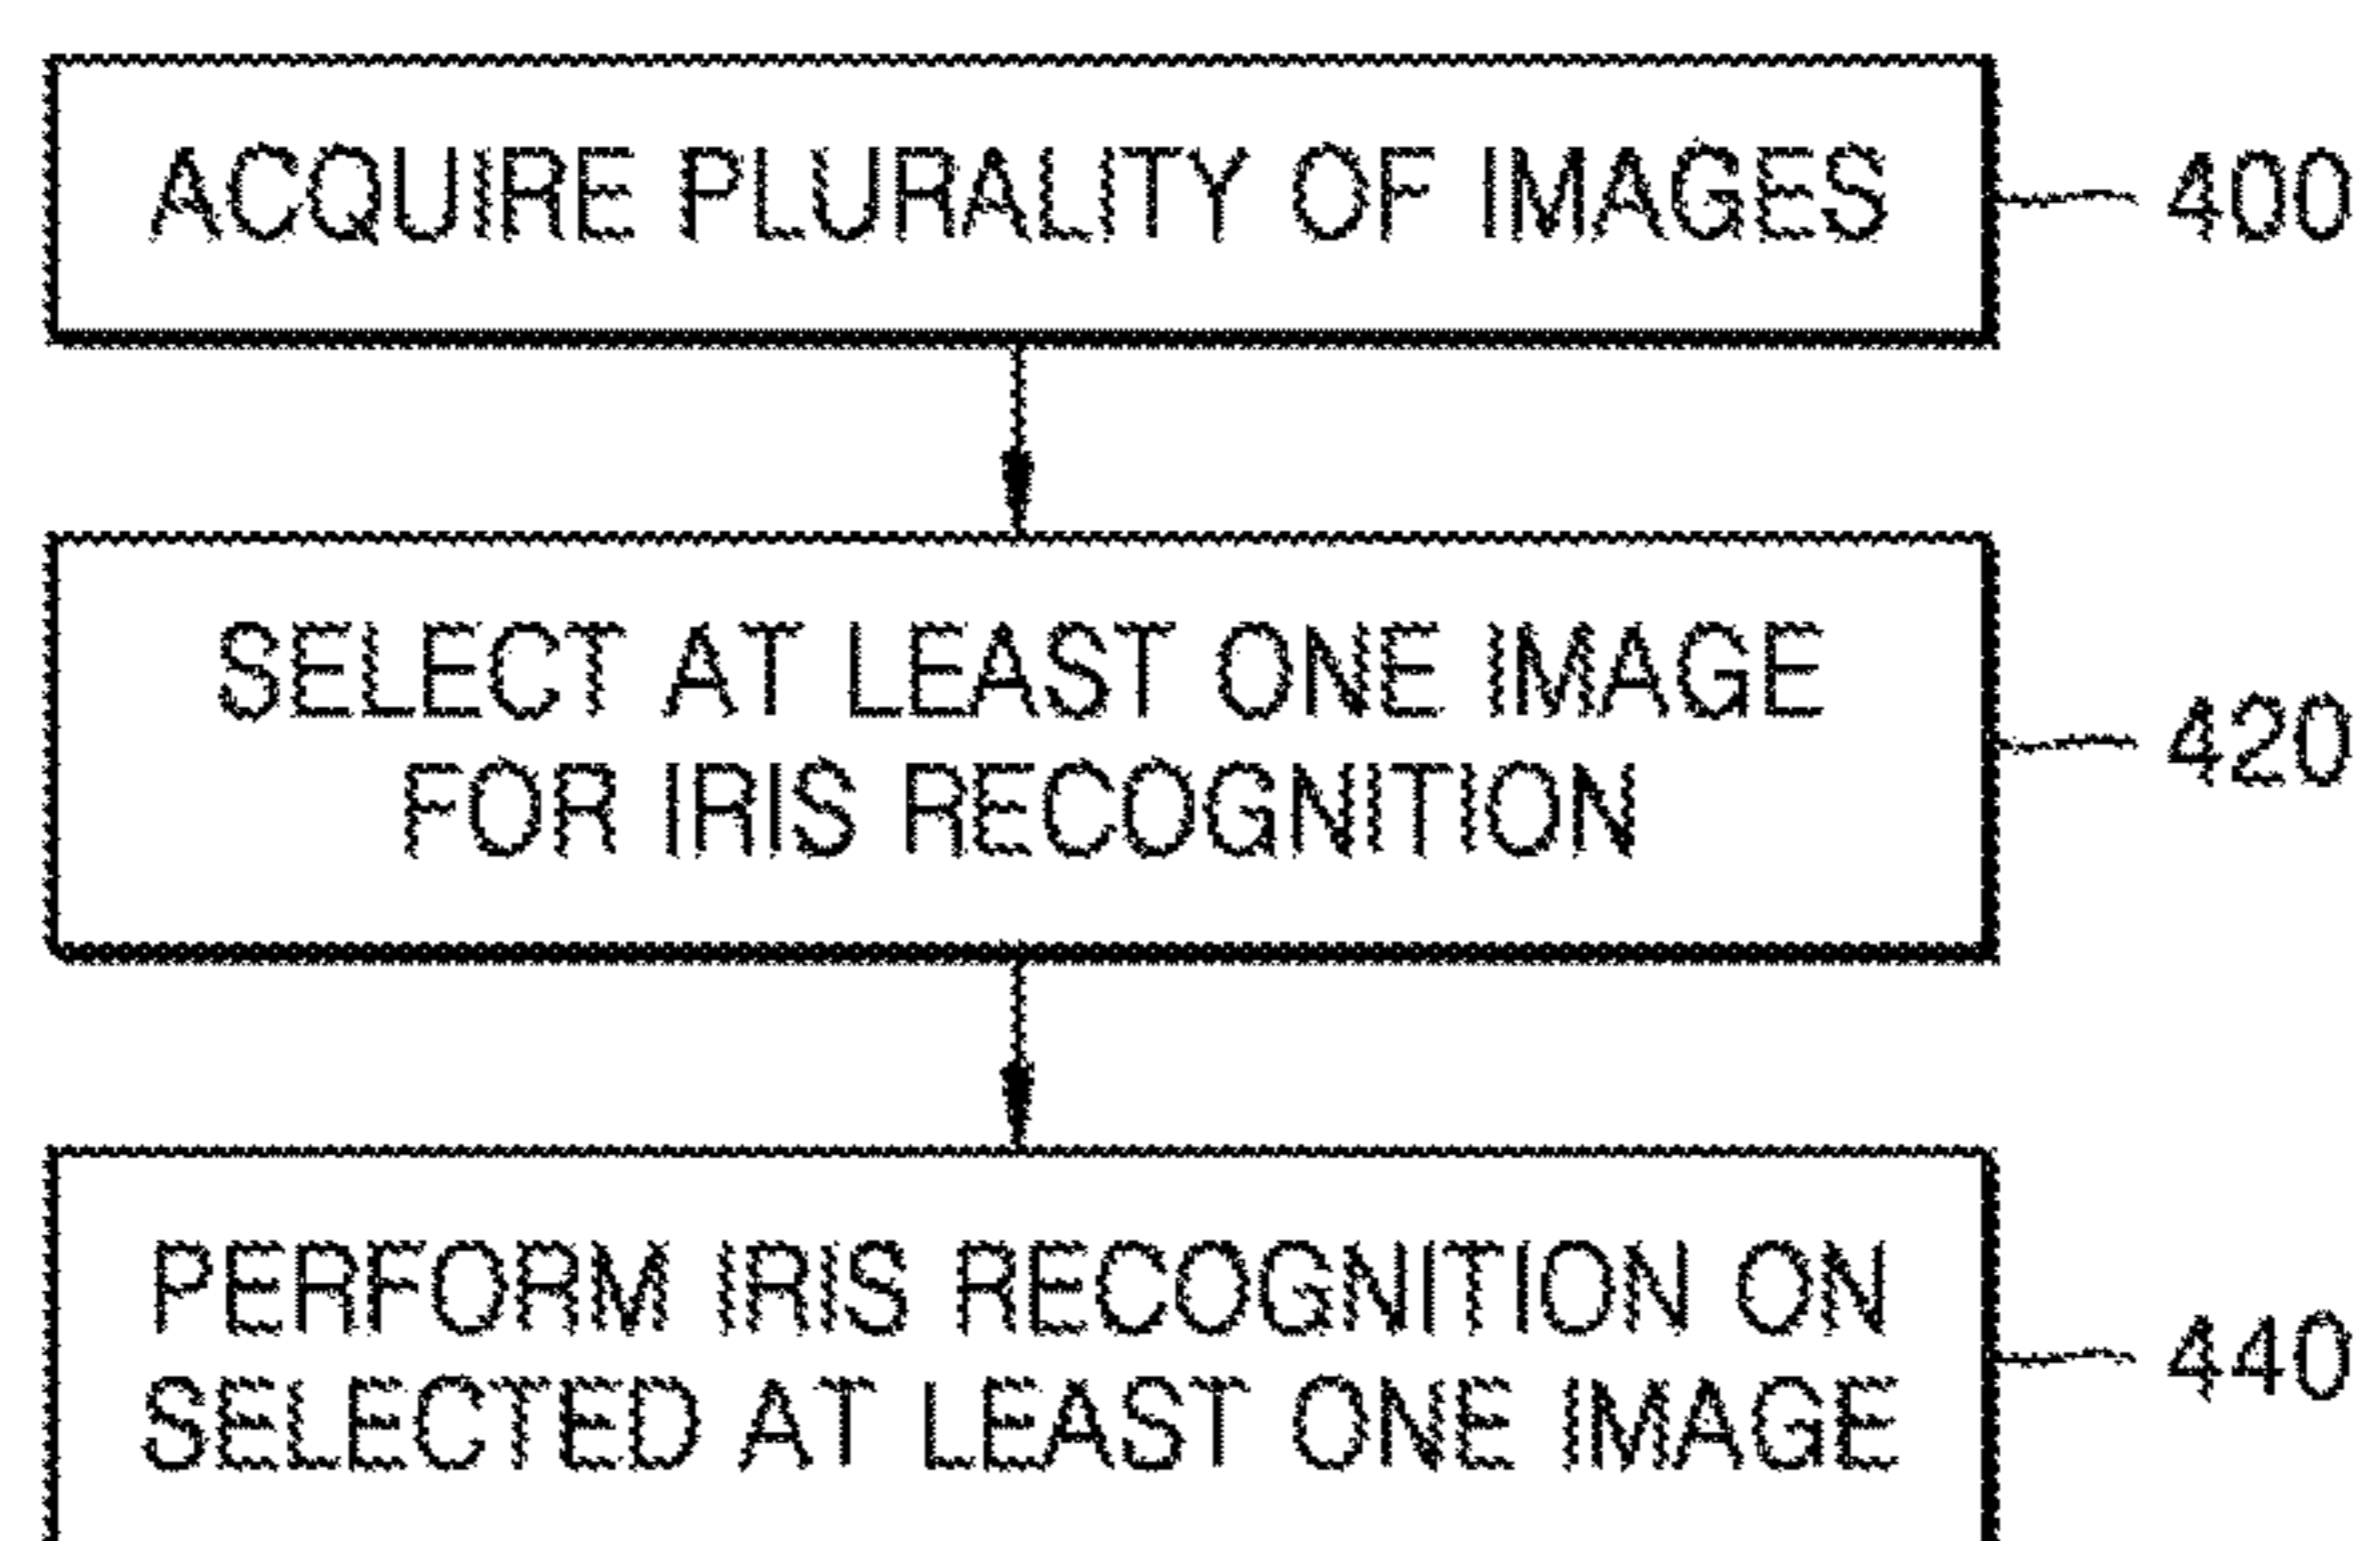 ACQUIRE PLURALITY OF IMAGES
400
SELECT AT LEAST ONE IMAGE
FOR IRIS RECOGNITION
420
PERFORM IRIS RECOGNITION ON
SELECTED AT LEAST ONE IMAGE
440